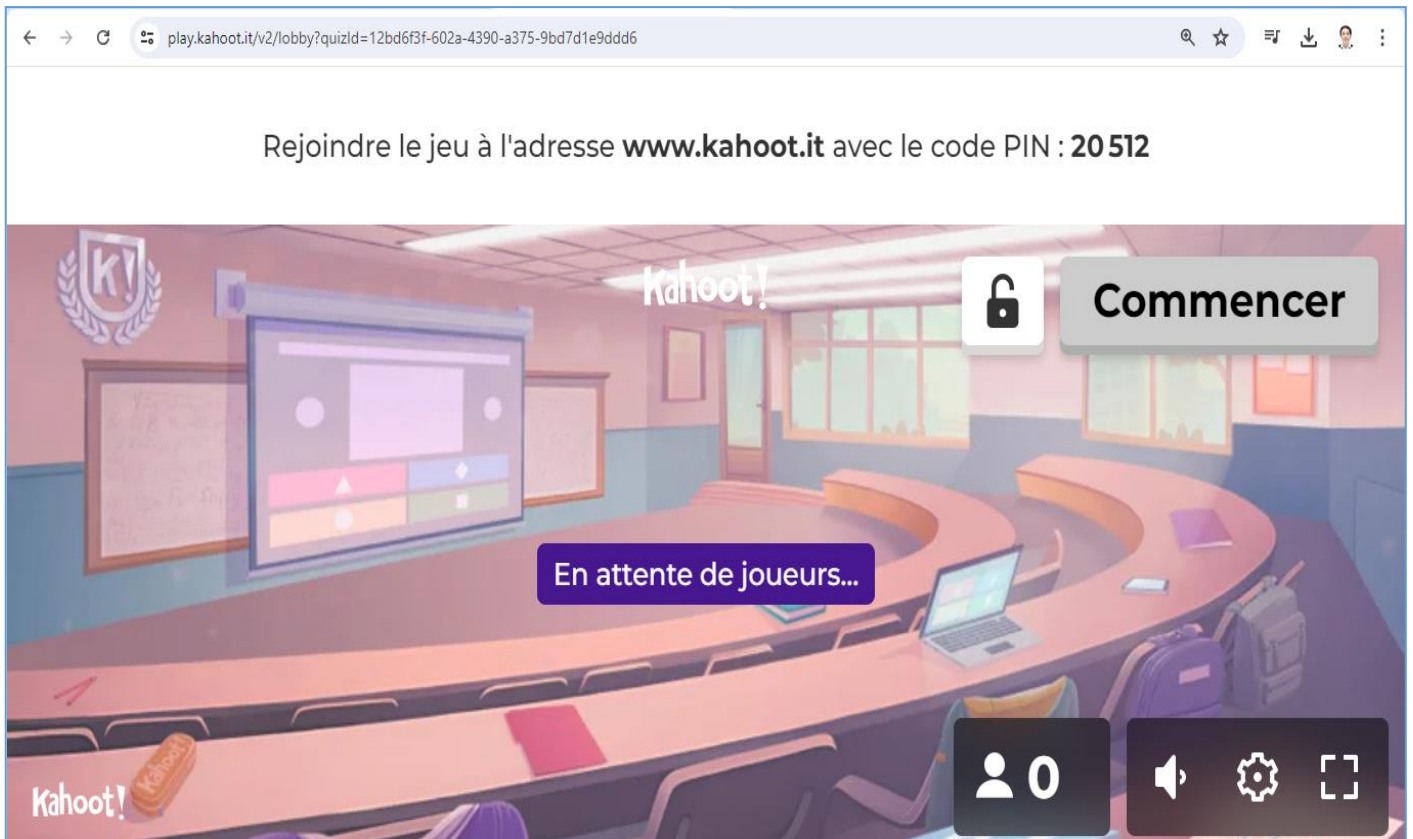 play.kahoot.it/v2/lobby?quizId=12bd6f3f-602a-4390-a375-9bd7d1e9ddd6
Rejoindre le jeu à l'adresse www.kahoot.it avec le code PIN : 20 512
K!
Kahoot!
Commencer
En attente de joueurs...
Kahoot!
0
Kahoot!